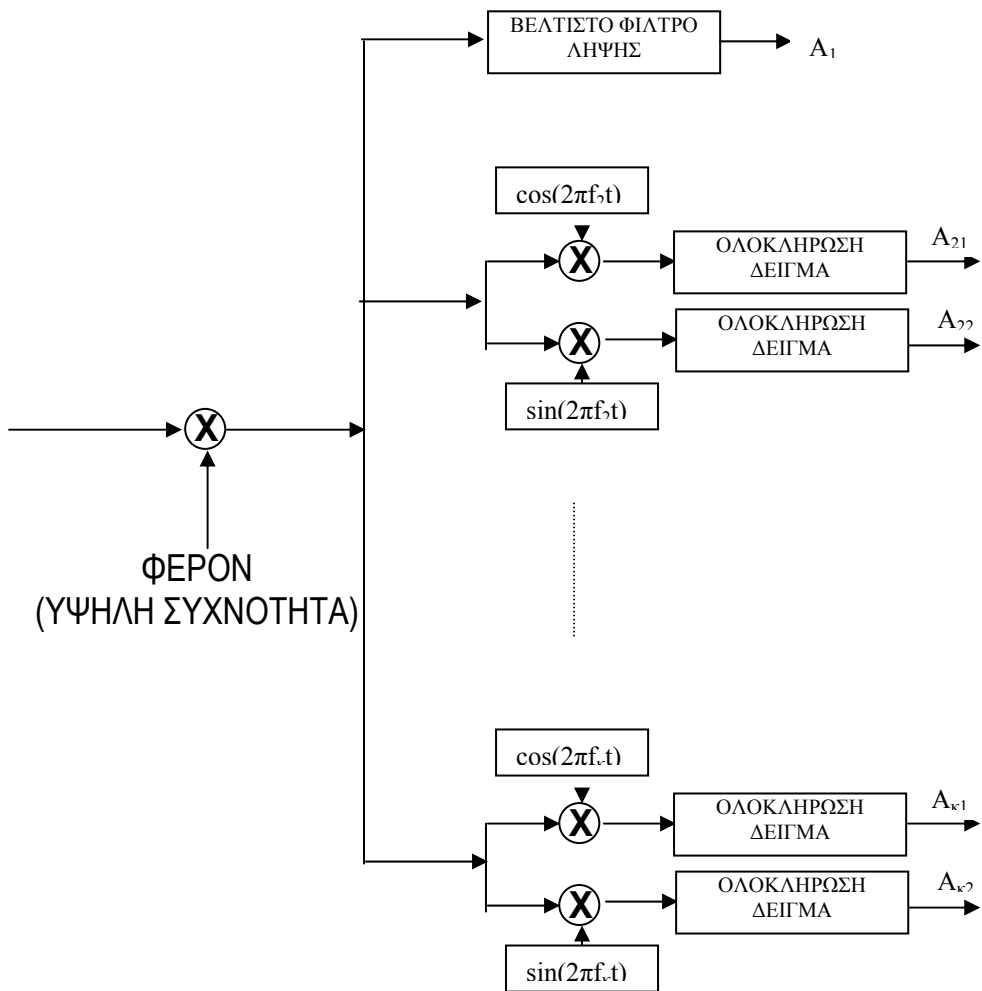 ΒΕΛΤΙΣΤΟ ΦΙΛΤΡΟ
ΛΗΨΗΣ
A₁
cos(2πf₂t)
X
ΟΛΟΚΛΗΡΩΣΗ
ΔΕΙΓΜΑ
A₂₁
X
ΟΛΟΚΛΗΡΩΣΗ
ΔΕΙΓΜΑ
A₂₂
sin(2πf₂t)
X
ΦΕΡΟΝ
(ΥΨΗΛΗ ΣΥΧΝΟΤΗΤΑ)
cos(2πfκt)
X
ΟΛΟΚΛΗΡΩΣΗ
ΔΕΙΓΜΑ
Aκ₁
X
ΟΛΟΚΛΗΡΩΣΗ
ΔΕΙΓΜΑ
Aκ₂
sin(2πfκt)